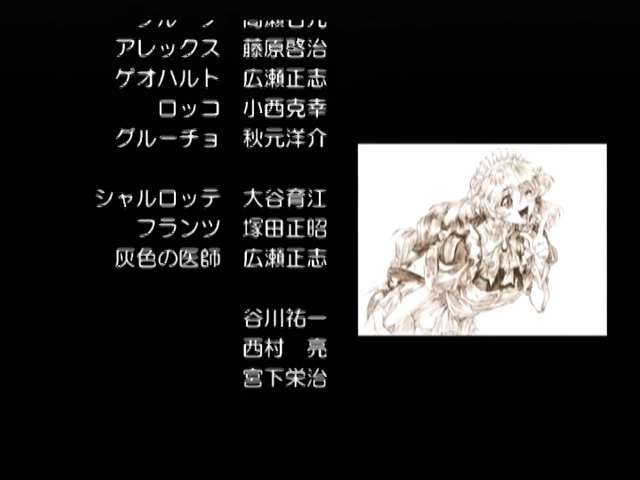 アレックス 藤原啓治
ゲオハルト 広瀬正志
ロッコ 小西克幸
グルーチョ 秋元洋介
シャルロッテ 大谷育江
フランツ 塚田正昭
灰色の医師 広瀬正志
谷川祐一
西村 亮
宮下栄治